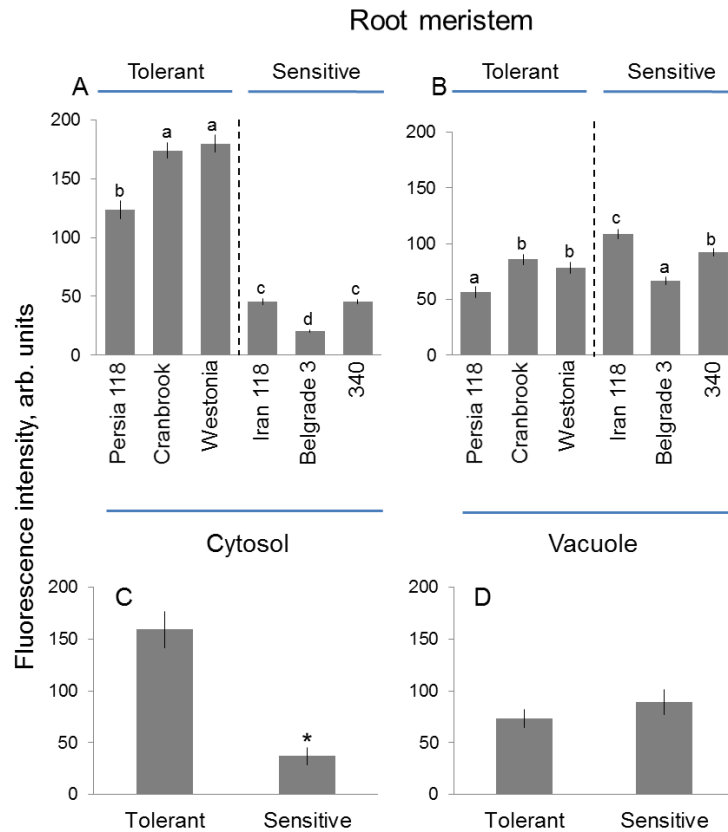 Root meristem
A Tolerant Sensitive
200
150
100
50
0
b a a c d c
Persia 118
Cranbrook
Westonia
Iran 118
Belgrade 3
340
Cytosol
B Tolerant Sensitive
200
150
100
50
0
a b b c a b
Persia 118
Cranbrook
Westonia
Iran 118
Belgrade 3
340
Vacuole
Fluorescence intensity, arb. units
C
200
150
100
50
0
*
Tolerant Sensitive
D
200
150
100
50
0
Tolerant Sensitive